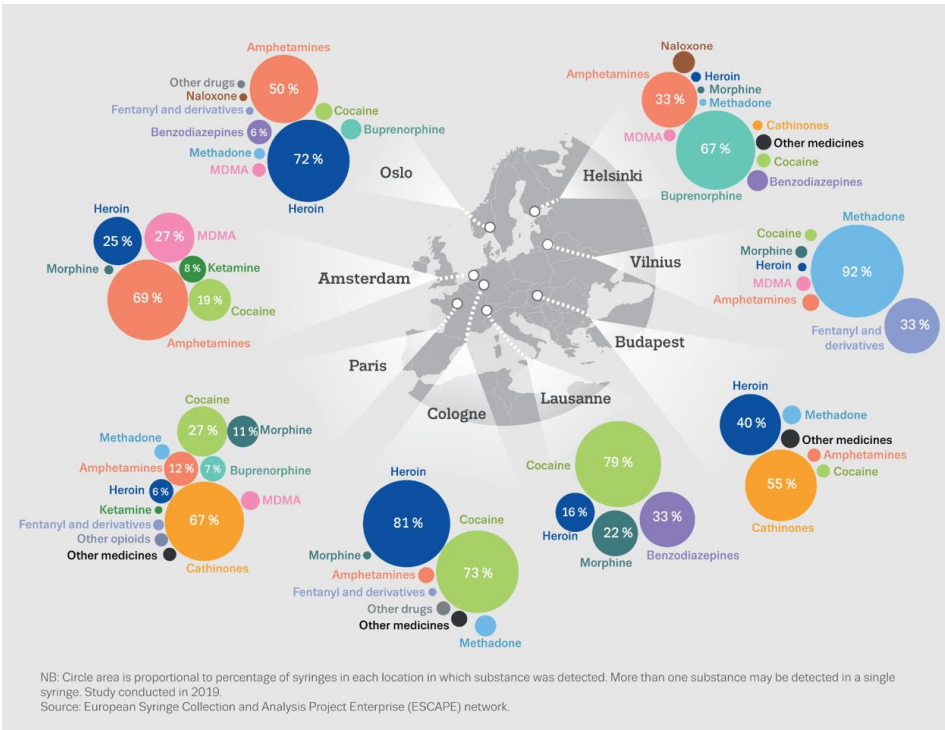 Amphetamines
50 %
Other drugs
Naloxone
Fentanyl and derivatives
Cocaine
Benzodiazepines
6 %
Buprenorphine
Methadone
72 %
MDMA
Heroin
Oslo
Naloxone
Amphetamines
Heroin
Morphine
33 %
Methadone
MDMA
Cathinones
67 %
Other medicines
Cocaine
Benzodiazepines
Buprenorphine
Helsinki
Heroin
25 %
27 %
MDMA
Morphine
8 %
Ketamine
69 %
19 %
Cocaine
Amphetamines
Amsterdam
Methadone
Cocaine
Morphine
Heroin
92 %
MDMA
Amphetamines
Fentanyl and
derivatives
33 %
Vilnius
Budapest
Paris
Lausanne
Cologne
Cocaine
27 %
11 %
Morphine
Methadone
Amphetamines
12 %
7 %
Buprenorphine
Heroin
6 %
MDMA
Ketamine
Fentanyl and derivatives
67 %
Other opioids
Other medicines
Cathinones
Heroin
81 %
Cocaine
Morphine
Amphetamines
73 %
Fentanyl and derivatives
Other drugs
Other medicines
Methadone
Cocaine
79 %
16 %
Heroin
22 %
33 %
Morphine
Benzodiazepines
Heroin
40 %
Methadone
Other medicines
Amphetamines
Cocaine
55 %
Cathinones
NB: Circle area is proportional to percentage of syringes in each location in which substance was detected. More than one substance may be detected in a single
syringe. Study conducted in 2019.
Source: European Syringe Collection and Analysis Project Enterprise (ESCAPE) network.